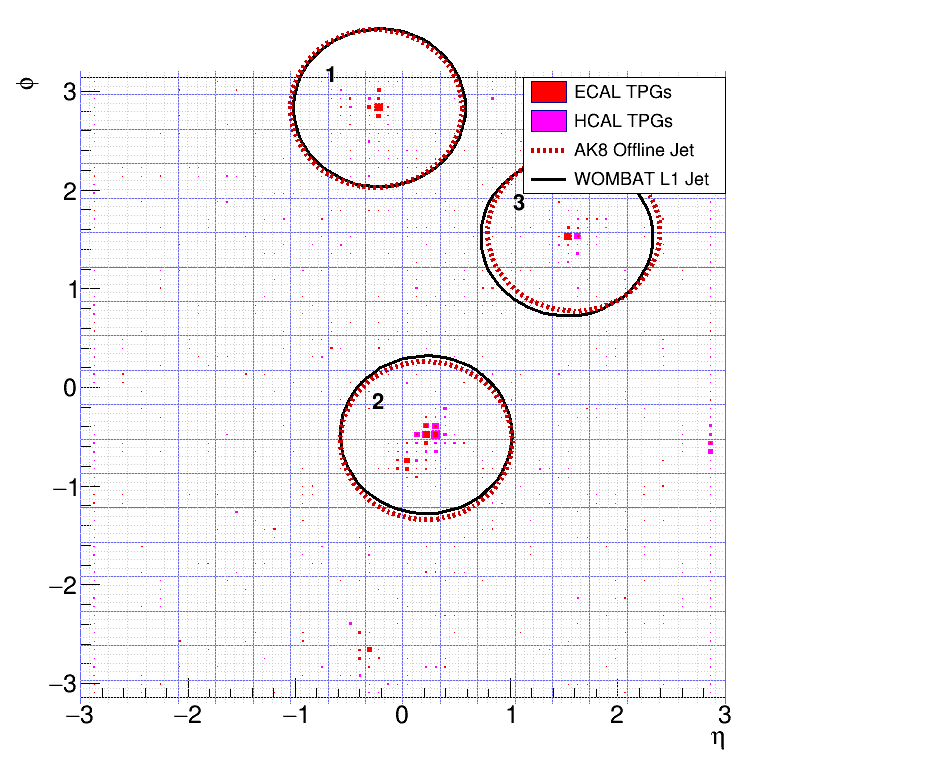 φ
3
2
1
0
−1
−2
−3
1
3
2
ECAL TPGs
HCAL TPGs
AK8 Offline Jet
WOMBAT L1 Jet
−3 −2 −1 0 1 2 3
η